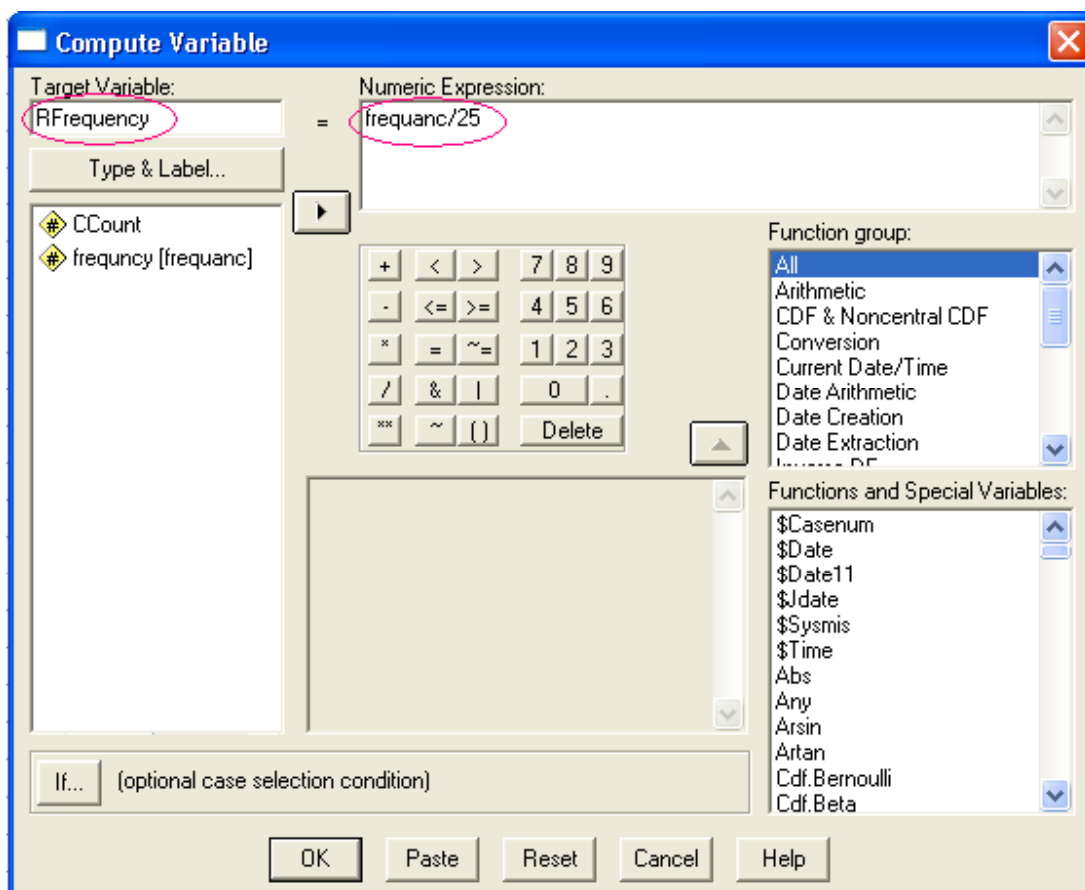 Compute Variable
Target Variable:
RFrequency
=
Numeric Expression:
frequanc/25
Type & Label...
# CCount
# frequncy [frequanc]
+ < > 7 8 9
- <= >= 4 5 6
* = ~= 1 2 3
/ & | 0 .
** ~ ( ) Delete
Function group:
All
Arithmetic
CDF & Noncentral CDF
Conversion
Current Date/Time
Date Arithmetic
Date Creation
Date Extraction
Functions and Special Variables:
$Casenum
$Date
$Date11
$Jdate
$Sysmis
$Time
Abs
Any
Arsin
Artan
Cdf.Bernoulli
Cdf.Beta
If... (optional case selection condition)
OK Paste Reset Cancel Help